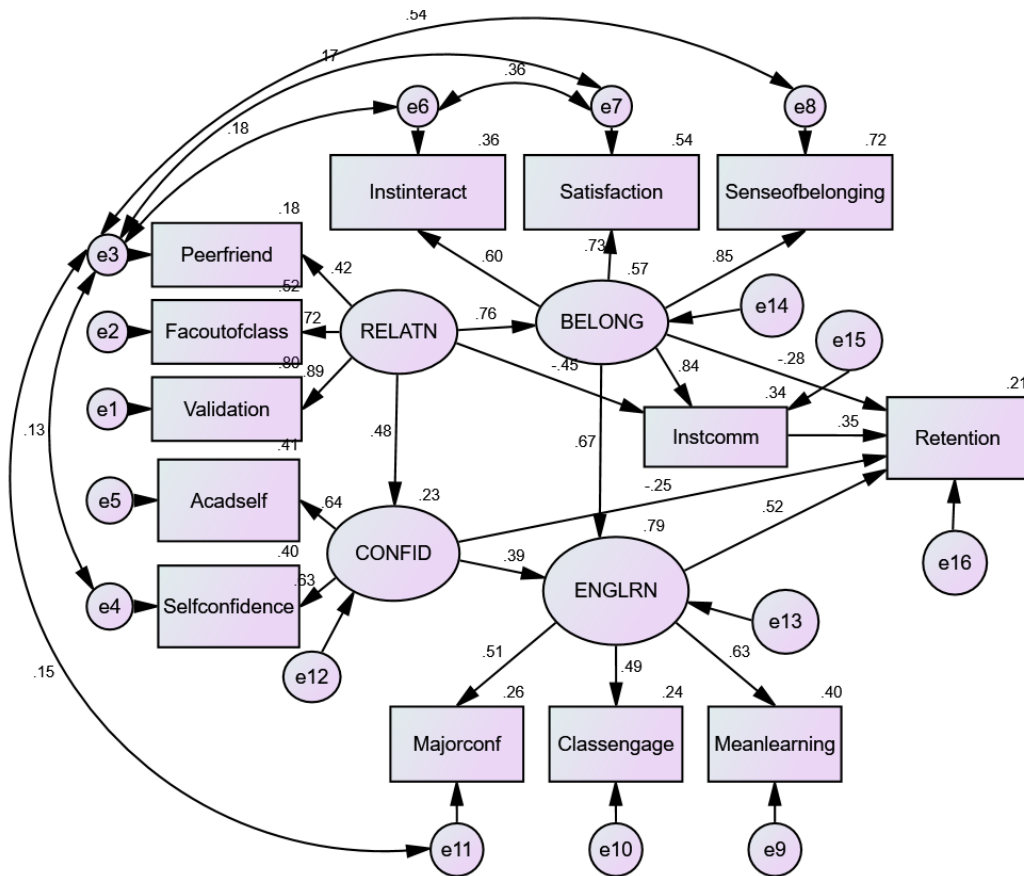 .54
.17
.36
e6
e7
e8
.18
.36
.54
.72
Instinteract
Satisfaction
Senseofbelonging
.18
e3
Peerfriend
.42
.60
.73
.57
.85
.52
e14
e2
Facoutofclass
.72
RELATN
.76
BELONG
e15
.80
.89
-.45
.84
-.28
.34
.21
e1
Validation
Instcomm
.35
Retention
.13
.41
.48
.67
e5
Acadself
.64
.23
-.25
.52
.40
CONFID
.39
.79
e16
e4
Selfconfidence
.63
ENGLRN
e13
e12
.15
.51
.49
.63
.26
.24
.40
Majorconf
Classengage
Meanlearning
e11
e10
e9